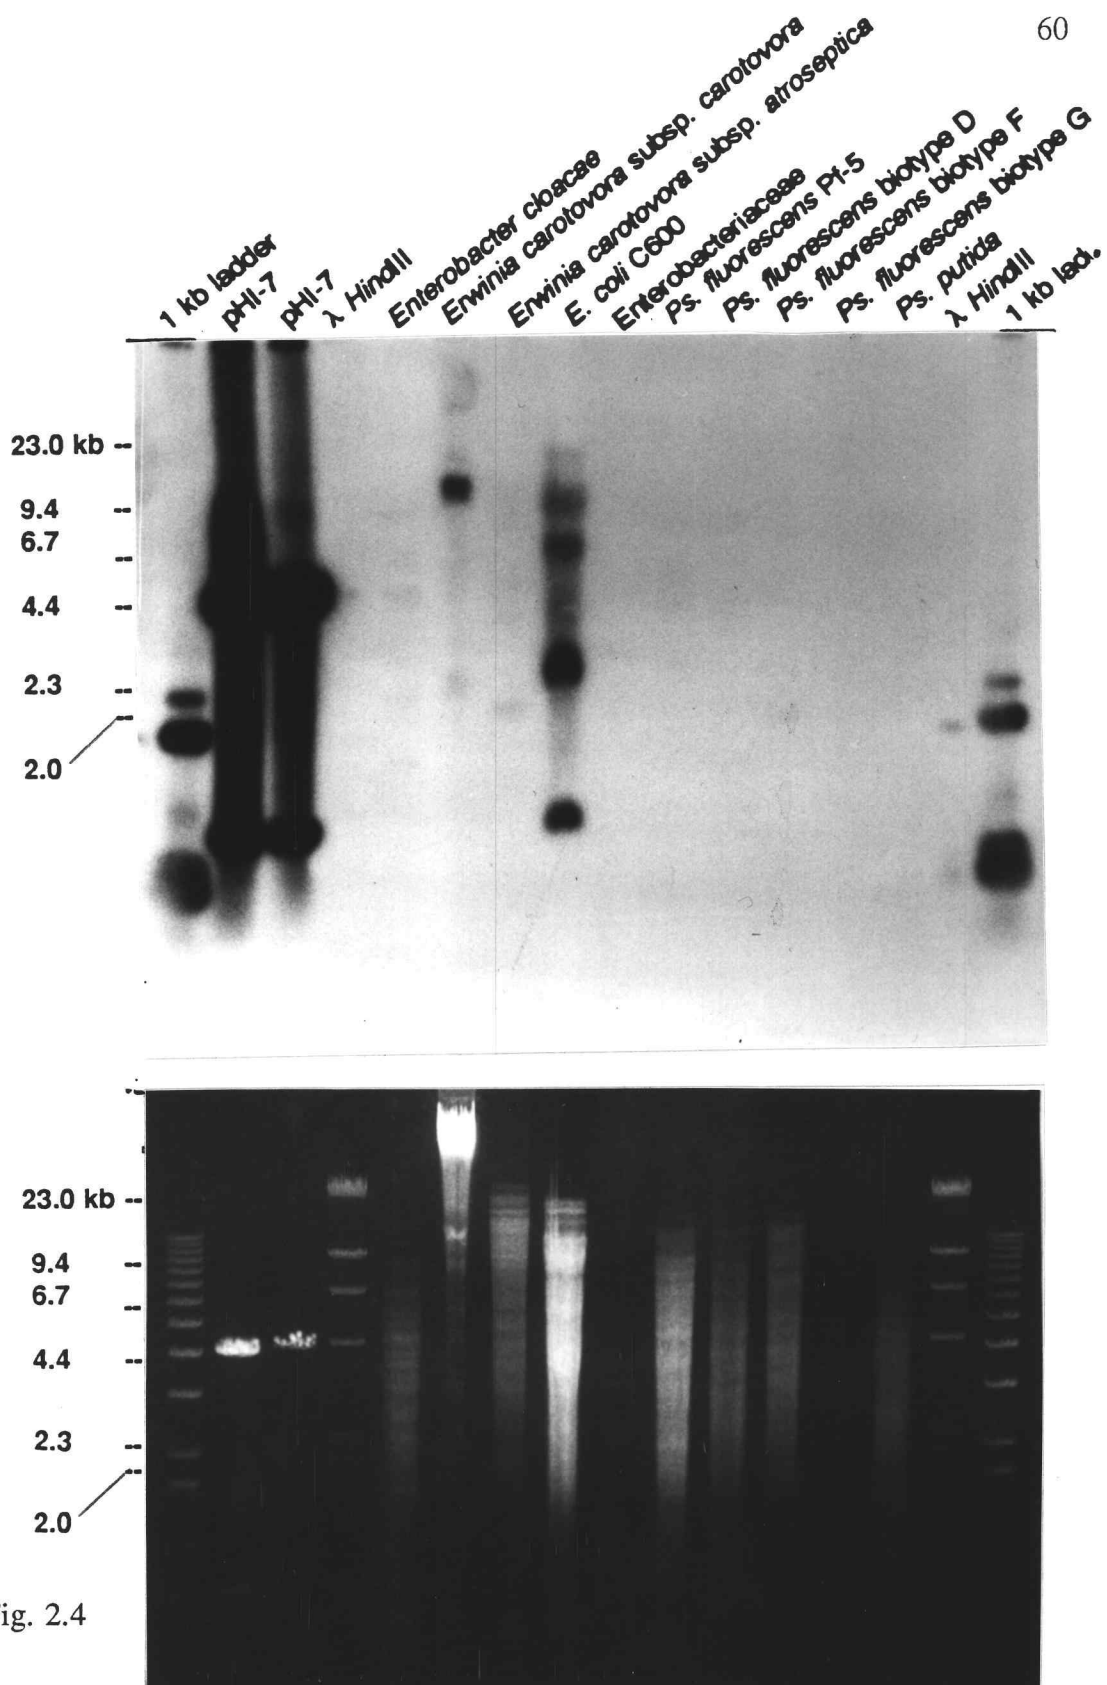 60
1 kb ladder
pHI-7
pHI-7
λ HindIII
Enterobacter cloacae
Erwinia carotovora subsp. carotovora
Erwinia carotovora subsp. atroseptica
E. coli C600
Enterobacteriaceae
Ps. fluorescens Pf-5
Ps. fluorescens biotype D
Ps. fluorescens biotype F
Ps. fluorescens biotype G
Ps. putida
λ HindIII
1 kb lad.
23.0 kb --
9.4 --
6.7 --
4.4 --
2.3 --
2.0 --
23.0 kb --
9.4 --
6.7 --
4.4 --
2.3 --
2.0 --
ig. 2.4